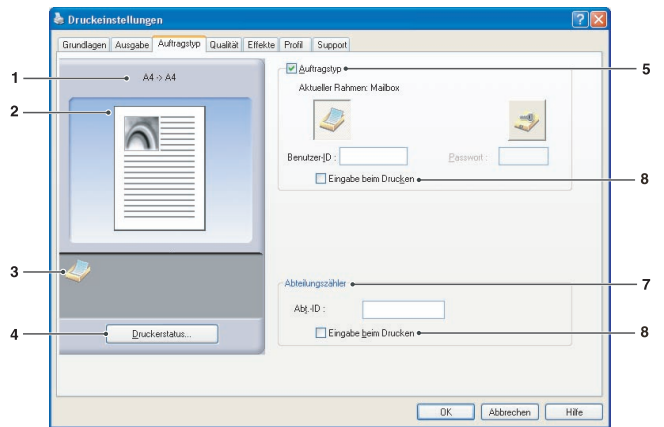 Druckeinstellungen
Grundlagen Ausgabe Auftragstyp Qualität Effekte Profil Support
1
A4 -> A4
2
3
4
Druckerstatus...
Auftragstyp
5
Aktueller Rahmen: Mailbox
Benutzer-ID :
Passwort :
Eingabe beim Drucken
8
Abteilungszähler
7
Abt.-ID :
Eingabe beim Drucken
8
OK Abbrechen Hilfe